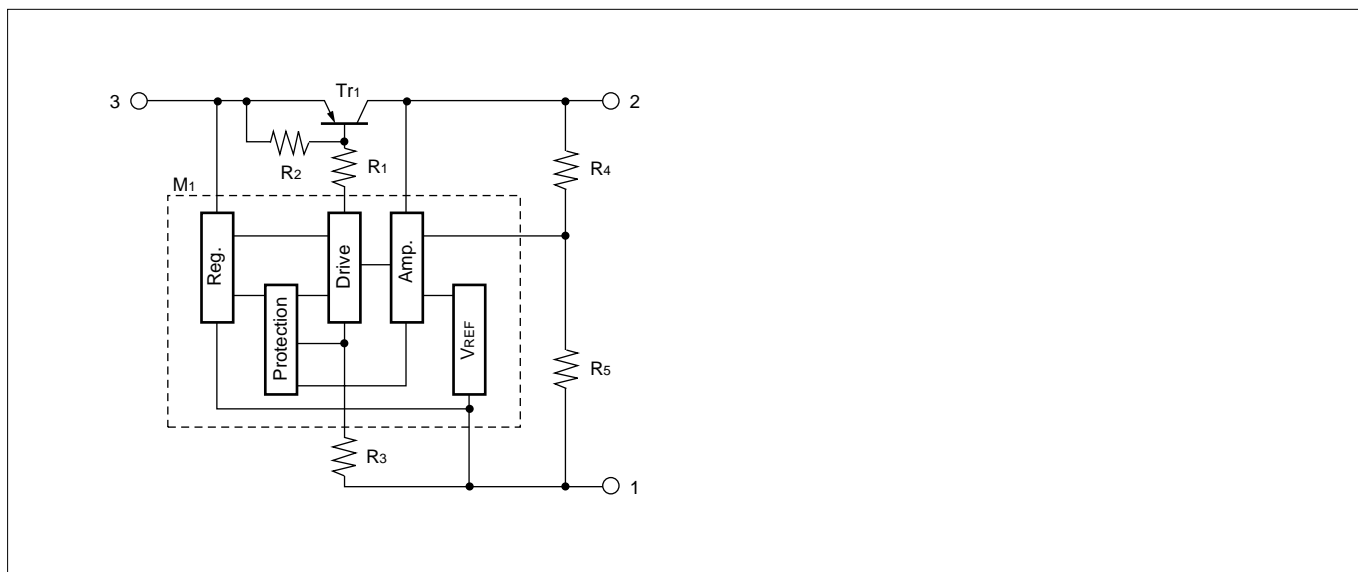 Tr1
3
2
R2
R1
R4
M1
Reg.
Drive
Amp.
Protection
VREF
R5
R3
1